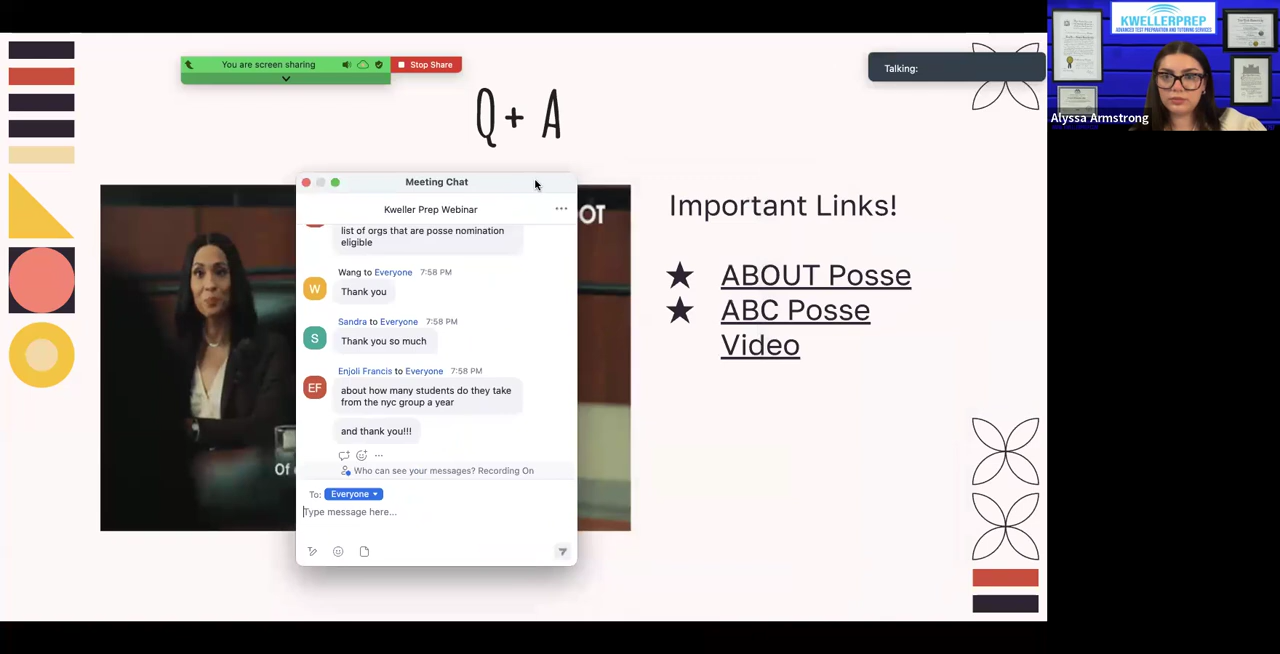 You are screen sharing
Stop Share
Talking:
KWELLERPREP
ADVANCED TEST PREPARATION AND TUTORING SERVICES
Alyssa Armstrong
Q + A
Meeting Chat
Kweller Prep Webinar
list of orgs that are posse nomination
eligible
Wang to Everyone 7:58 PM
W
Thank you
Sandra to Everyone 7:58 PM
S
Thank you so much
Enjoli Francis to Everyone 7:58 PM
EF
about how many students do they take
from the nyc group a year
and thank you!!!
Who can see your messages? Recording On
To: Everyone
Type message here...
Of
OT
Important Links!
★ ABOUT Posse
★ ABC Posse
Video